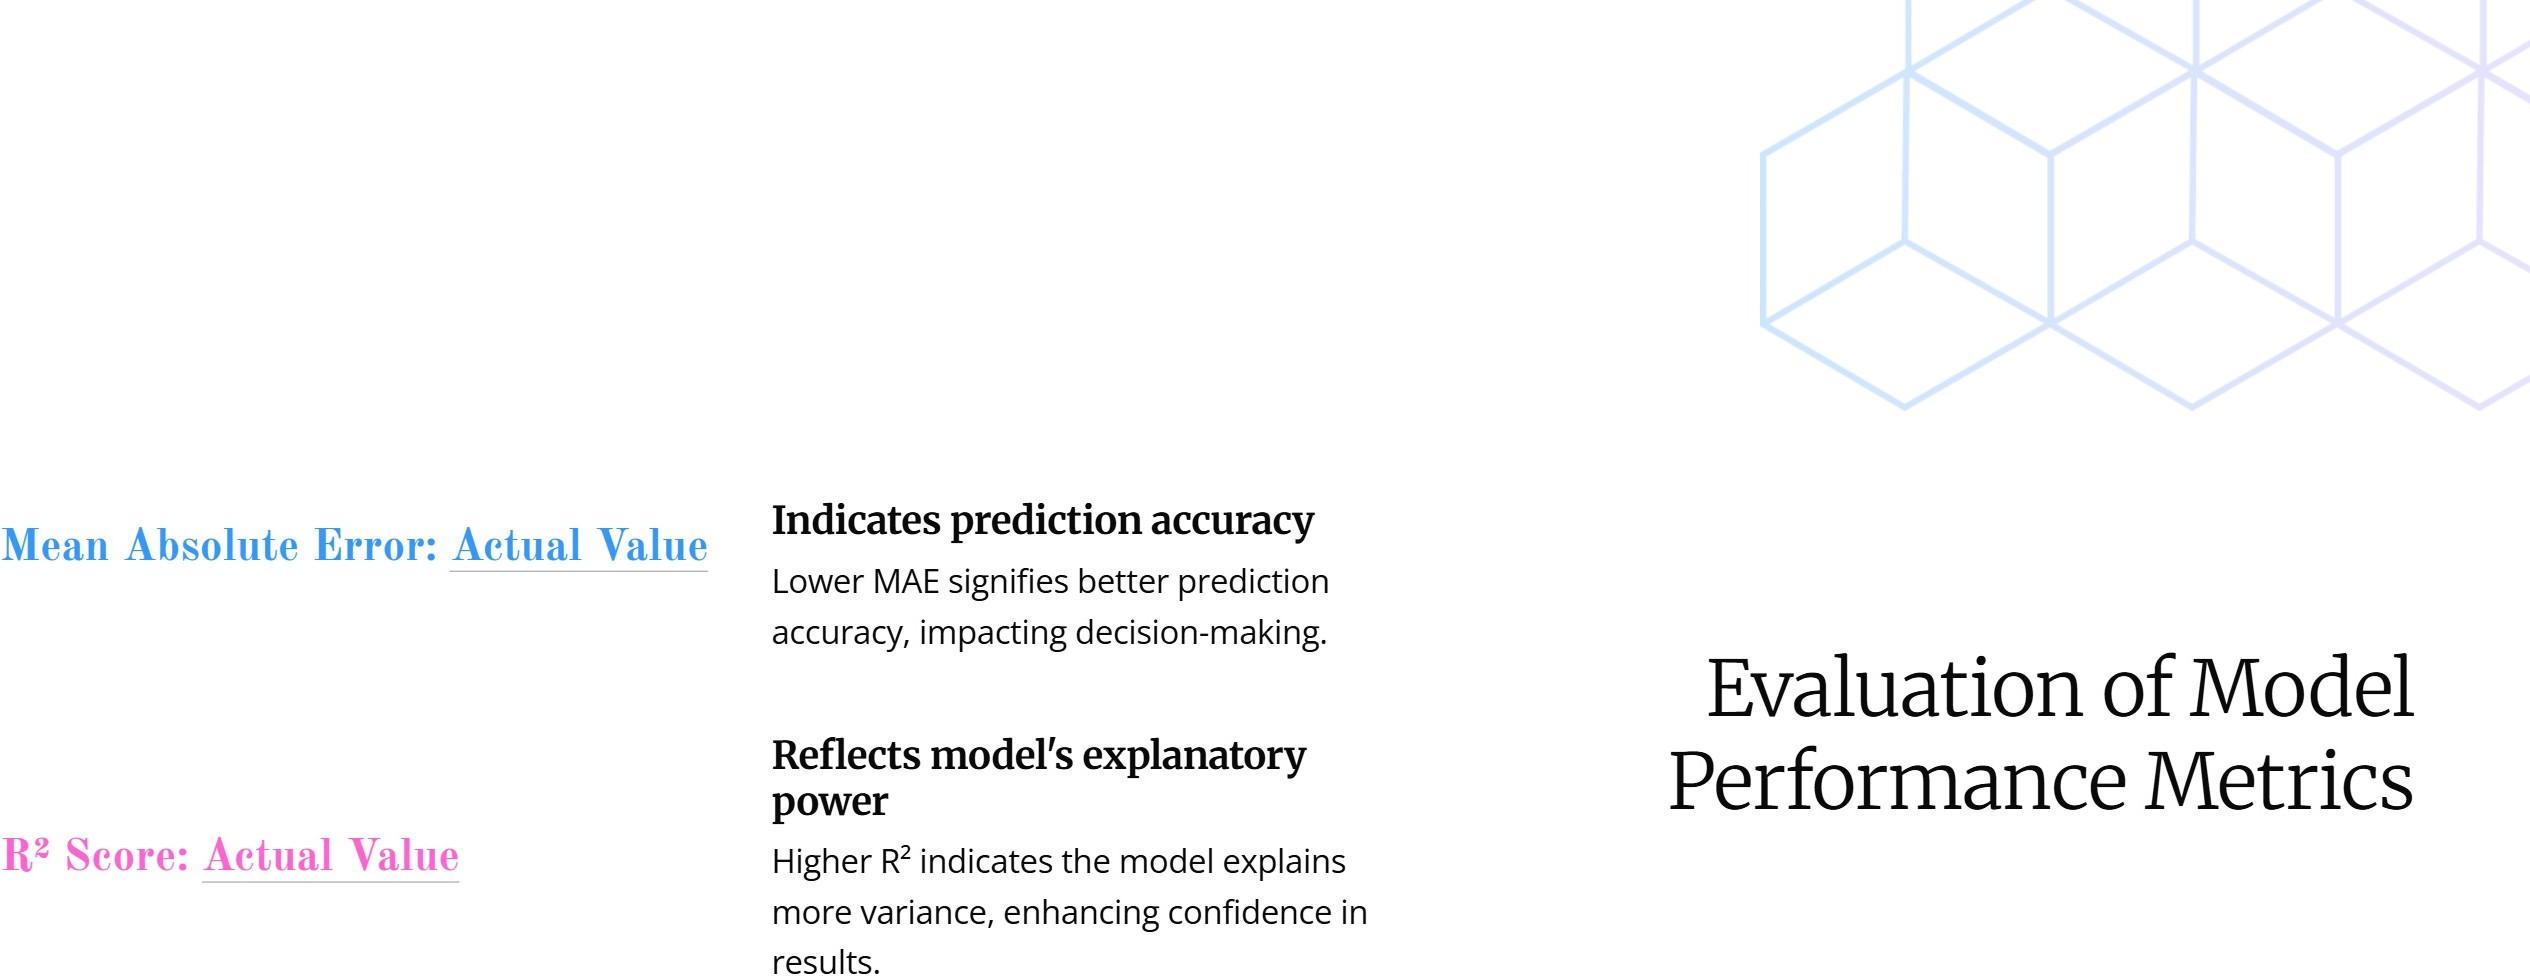 Mean Absolute Error: Actual Value
Indicates prediction accuracy
Lower MAE signifies better prediction
accuracy, impacting decision-making.
R² Score: Actual Value
Reflects model's explanatory
power
Higher R² indicates the model explains
more variance, enhancing confidence in
results.
Evaluation of Model
Performance Metrics